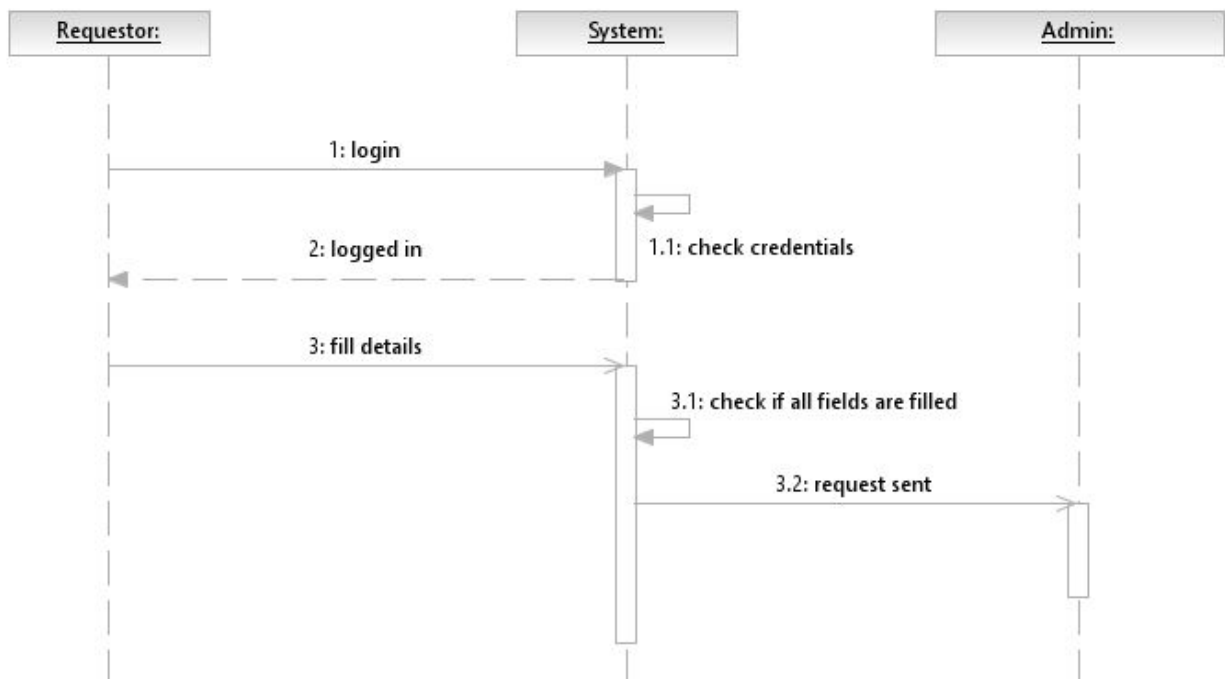 Requestor:
System:
Admin:
1: login
1.1: check credentials
2: logged in
3: fill details
3.1: check if all fields are filled
3.2: request sent